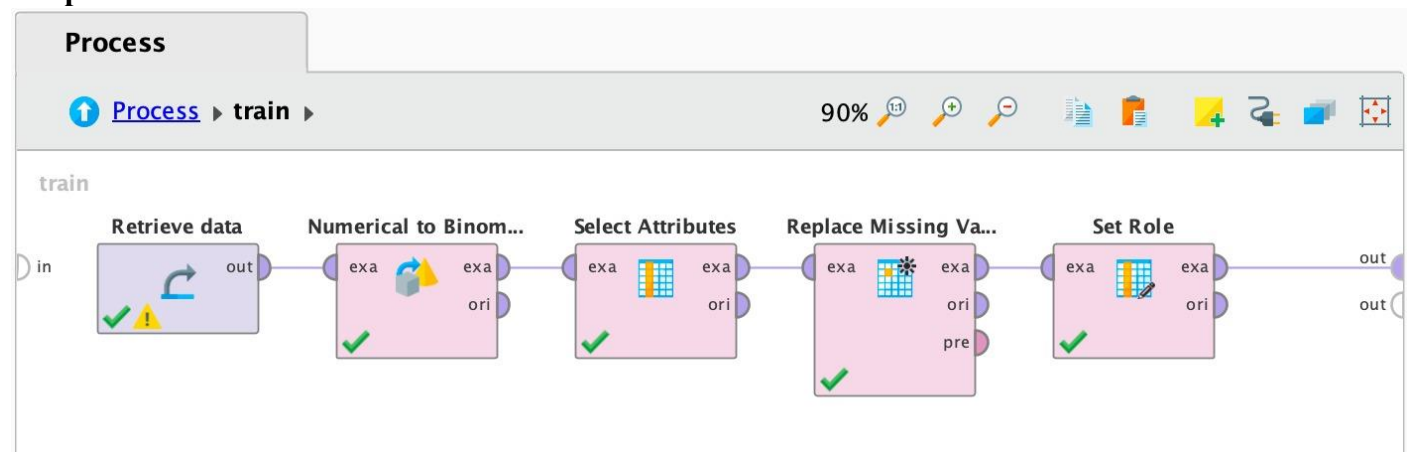 Process
Process train
90%
train
Retrieve data
Numerical to Binom...
Select Attributes
Replace Missing Va...
Set Role
in
out
exa
exa
ori
exa
exa
ori
exa
exa
ori
pre
exa
exa
ori
out
out